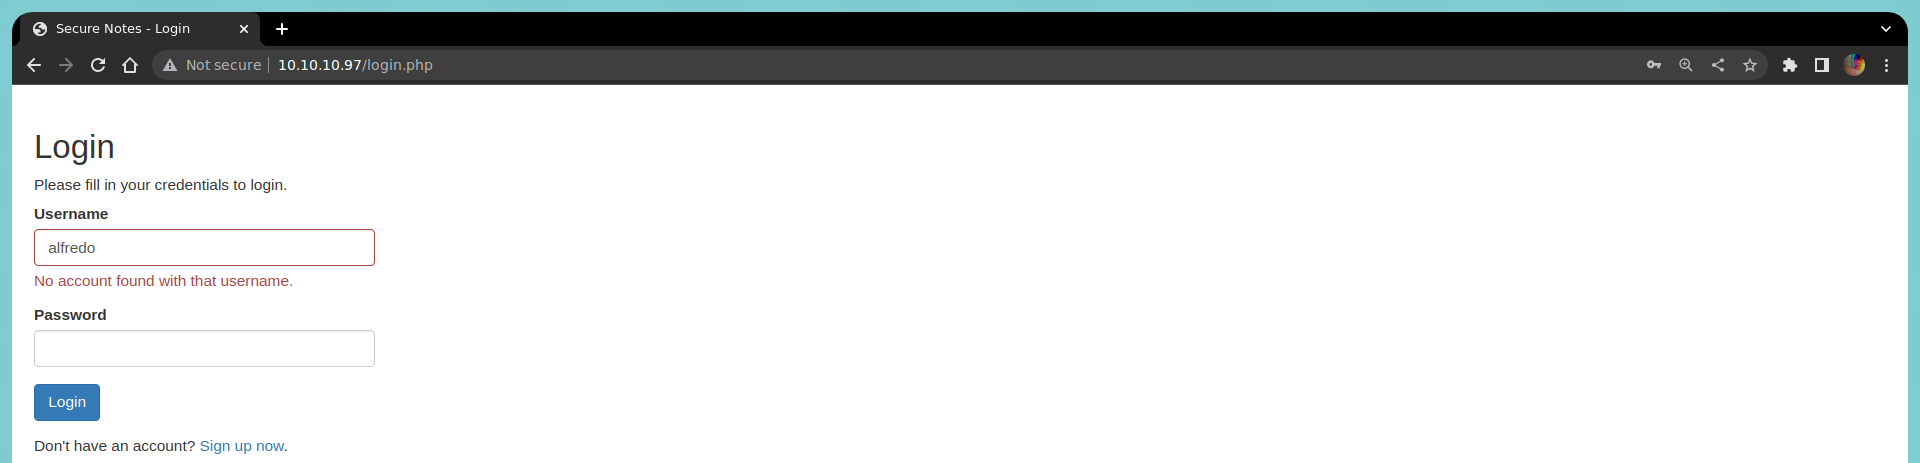 Secure Notes - Login
Not secure 10.10.10.97/login.php
Login
Please fill in your credentials to login.
Username
alfredo
No account found with that username.
Password
Login
Don't have an account? Sign up now.